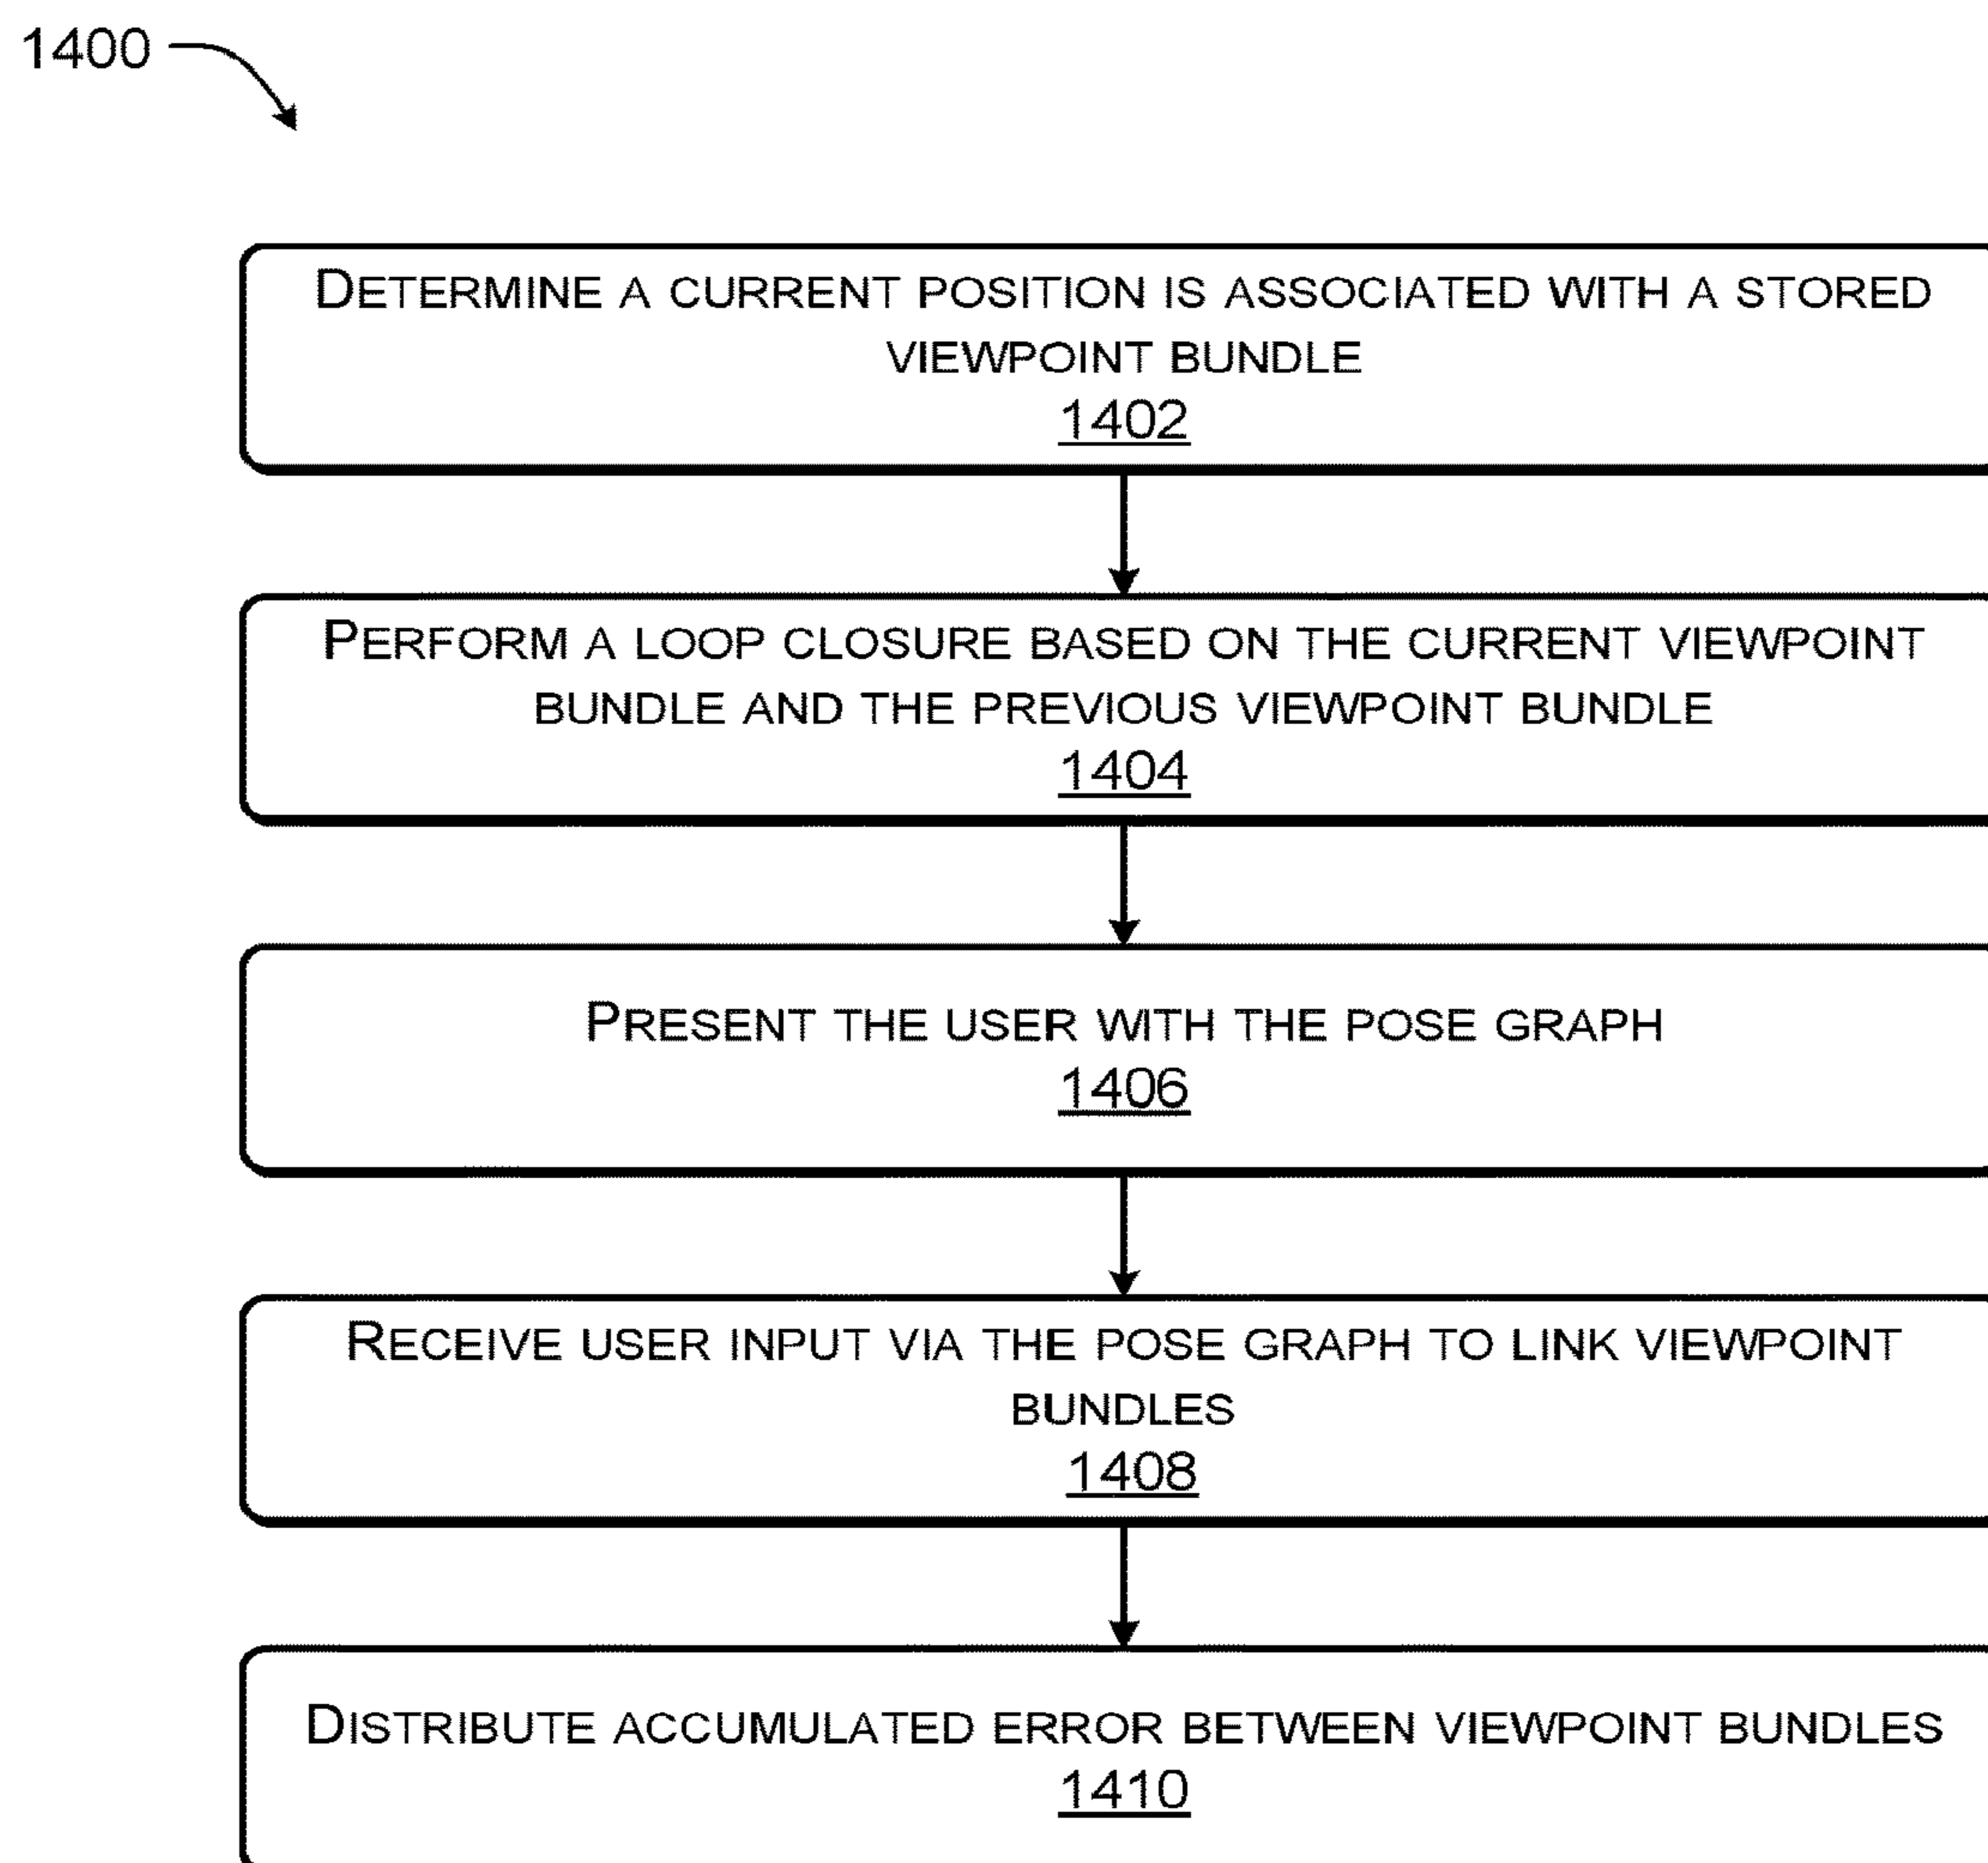 1400
DETERMINE A CURRENT POSITION IS ASSOCIATED WITH A STORED
VIEWPOINT BUNDLE
1402
PERFORM A LOOP CLOSURE BASED ON THE CURRENT VIEWPOINT
BUNDLE AND THE PREVIOUS VIEWPOINT BUNDLE
1404
PRESENT THE USER WITH THE POSE GRAPH
1406
RECEIVE USER INPUT VIA THE POSE GRAPH TO LINK VIEWPOINT
BUNDLES
1408
DISTRIBUTE ACCUMULATED ERROR BETWEEN VIEWPOINT BUNDLES
1410